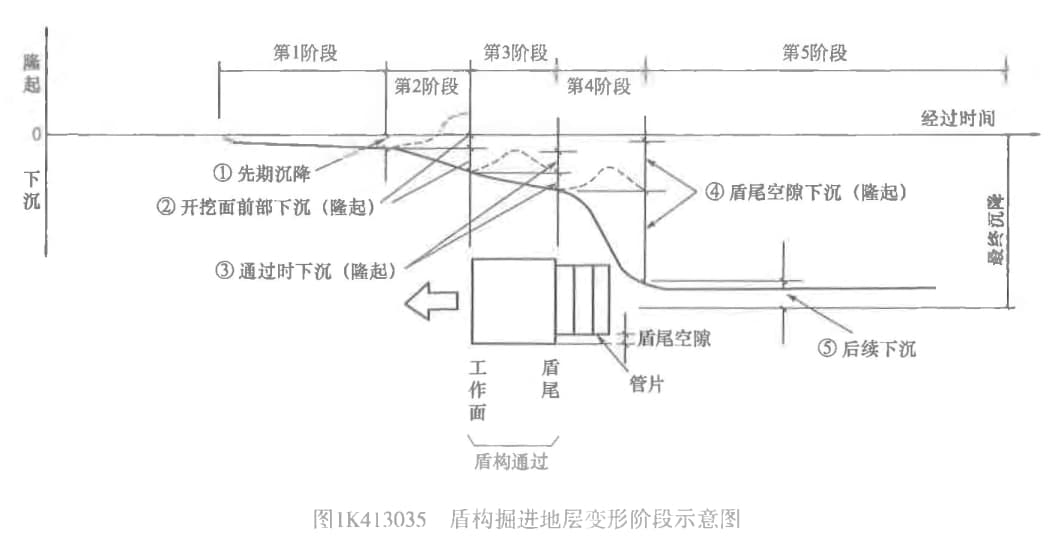 隆起
0
下沉
第1阶段
第2阶段
第3阶段
第4阶段
第5阶段
经过时间
①先期沉降
②开挖面前部下沉（隆起）
③通过时下沉（隆起）
④盾尾空隙下沉（隆起）
最终沉降
⑤后续下沉
盾尾空隙
管片
工作面
盾尾
盾构通过
图1K413035 盾构掘进地层变形阶段示意图